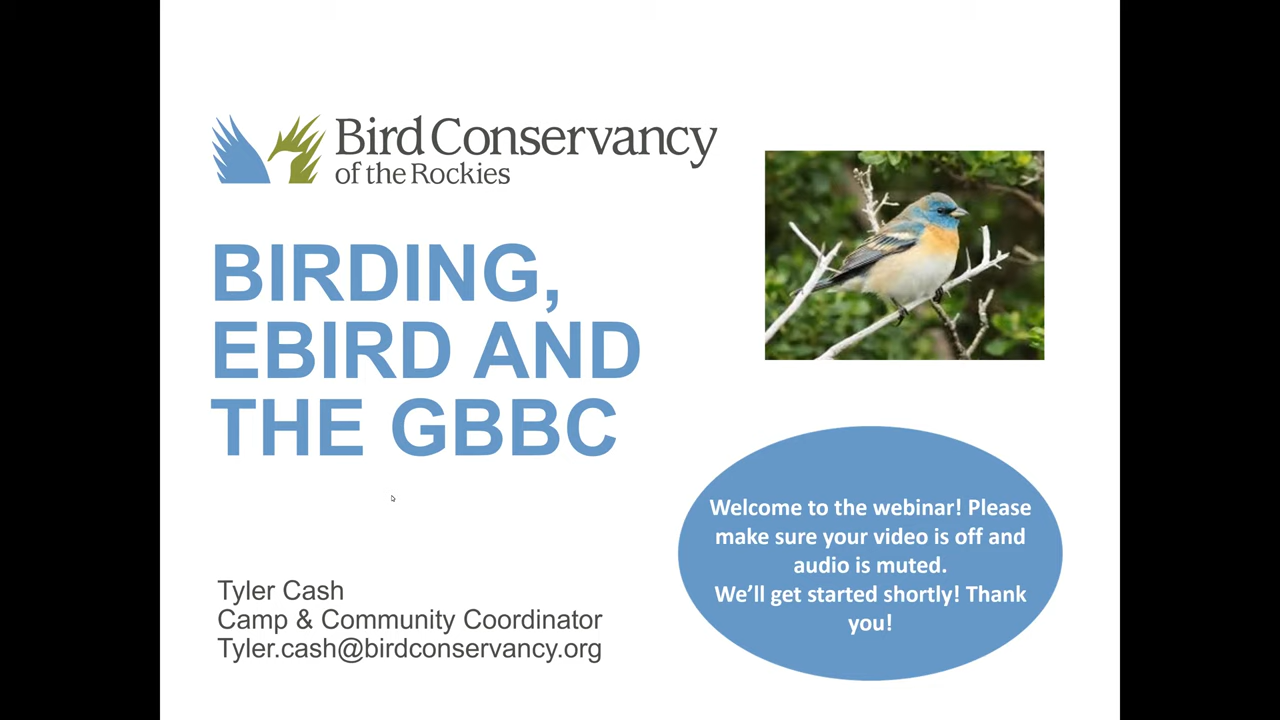 Bird Conservancy
of the Rockies
BIRDING,
EBIRD AND
THE GBBC
Welcome to the webinar! Please
make sure your video is off and
audio is muted.
We'll get started shortly! Thank
you!
Tyler Cash
Camp & Community Coordinator
Tyler.cash@birdconservancy.org